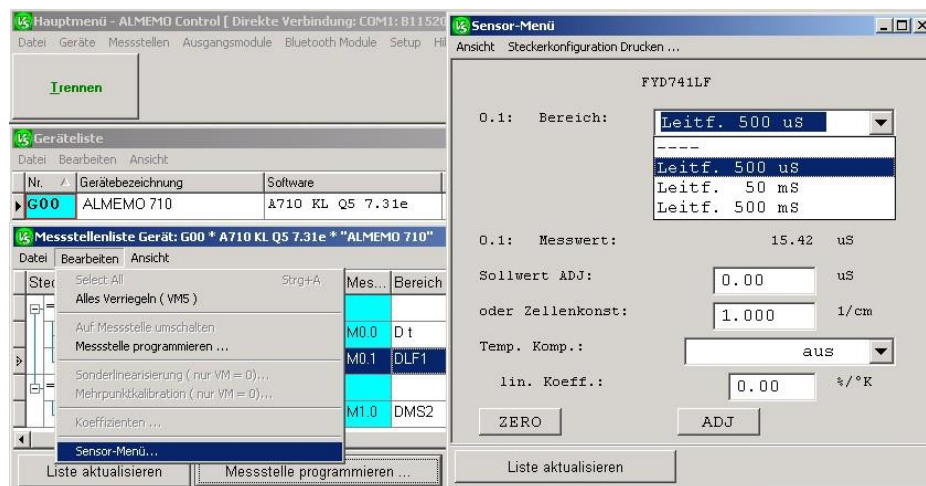 Hauptmenü - ALMEMO Control [ Direkte Verbindung: COM1: B11520
Datei Geräte Messstellen Ausgangsmodule Bluetooth Module Setup Hil
Trennen
Geräteliste
Datei Bearbeiten Ansicht
Nr. Gerätebezeichnung Software
G00 ALMEMO 710 A710 KL Q5 7.31e
Messstellenliste Gerät: G00 * A710 KL Q5 7.31e * "ALMEMO 710"
Datei Bearbeiten Ansicht
Stec Mes... Bereich
Select All Strg+A
Alles Verriegeln ( VM5 )
Auf Messstelle umschalten
M0.0 D t
Messstelle programmieren ...
M0.1 DLF1
Sonderlinearisierung ( nur VM = 0)...
Mehrpunktkalibration ( nur VM = 0)...
M1.0 DMS2
Koeffizienten ...
Sensor-Menü...
Liste aktualisieren Messstelle programmieren ...
Sensor-Menü
Ansicht Steckerkonfiguration Drucken ...
FYD741LF
0.1: Bereich: Leitf. 500 uS
----
Leitf. 500 uS
Leitf. 50 mS
Leitf. 500 mS
0.1: Messwert: 15.42 uS
Sollwert ADJ: 0.00 uS
oder Zellenkonst: 1.000 1/cm
Temp. Komp.: aus
lin. Koeff.: 0.00 %/°K
ZERO ADJ
Liste aktualisieren